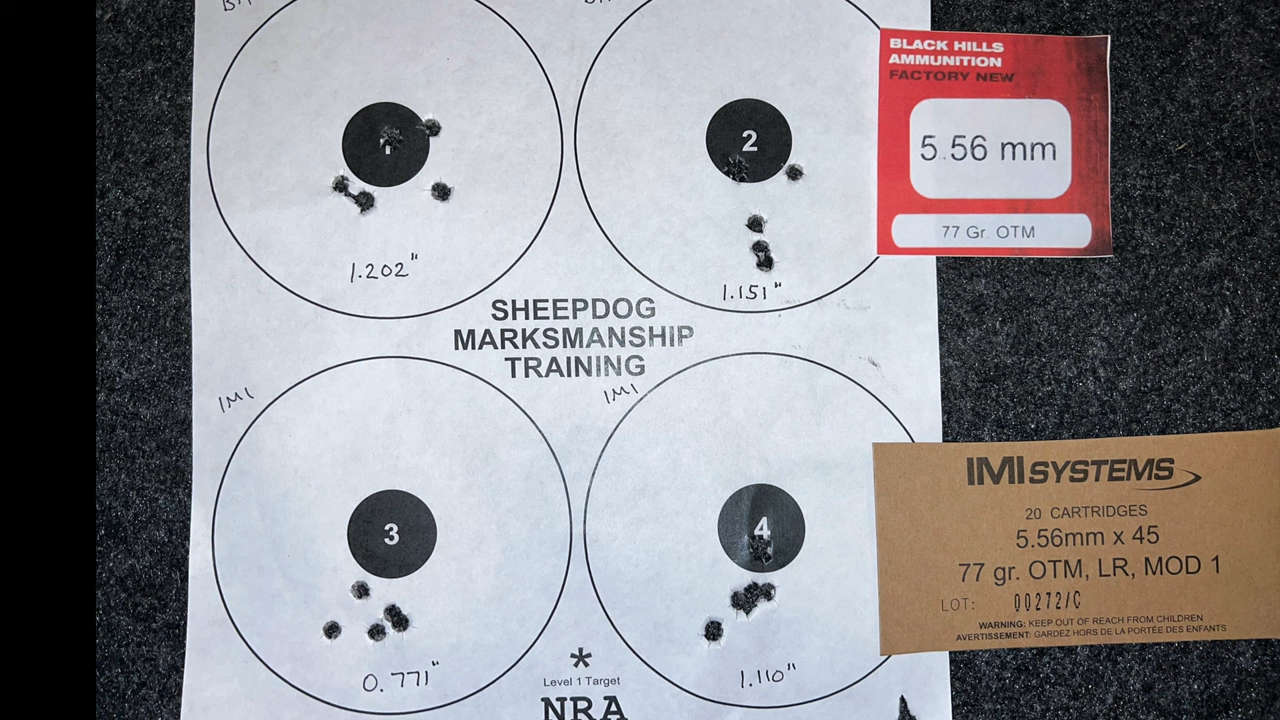 1
2
1.202"
1.151"
BLACK HILLS
AMMUNITION
FACTORY NEW
5.56 mm
77 Gr. OTM
SHEEPDOG
MARKSMANSHIP
TRAINING
IMI
IMI
3
4
0.771"
1.110"
*
Level 1 Target
NRA
IMI SYSTEMS
20 CARTRIDGES
5.56mm x 45
77 gr. OTM, LR, MOD 1
LOT: 00272/C
WARNING: KEEP OUT OF REACH FROM CHILDREN
AVERTISSEMENT: GARDEZ HORS DE LA PORTÉE DES ENFANTS